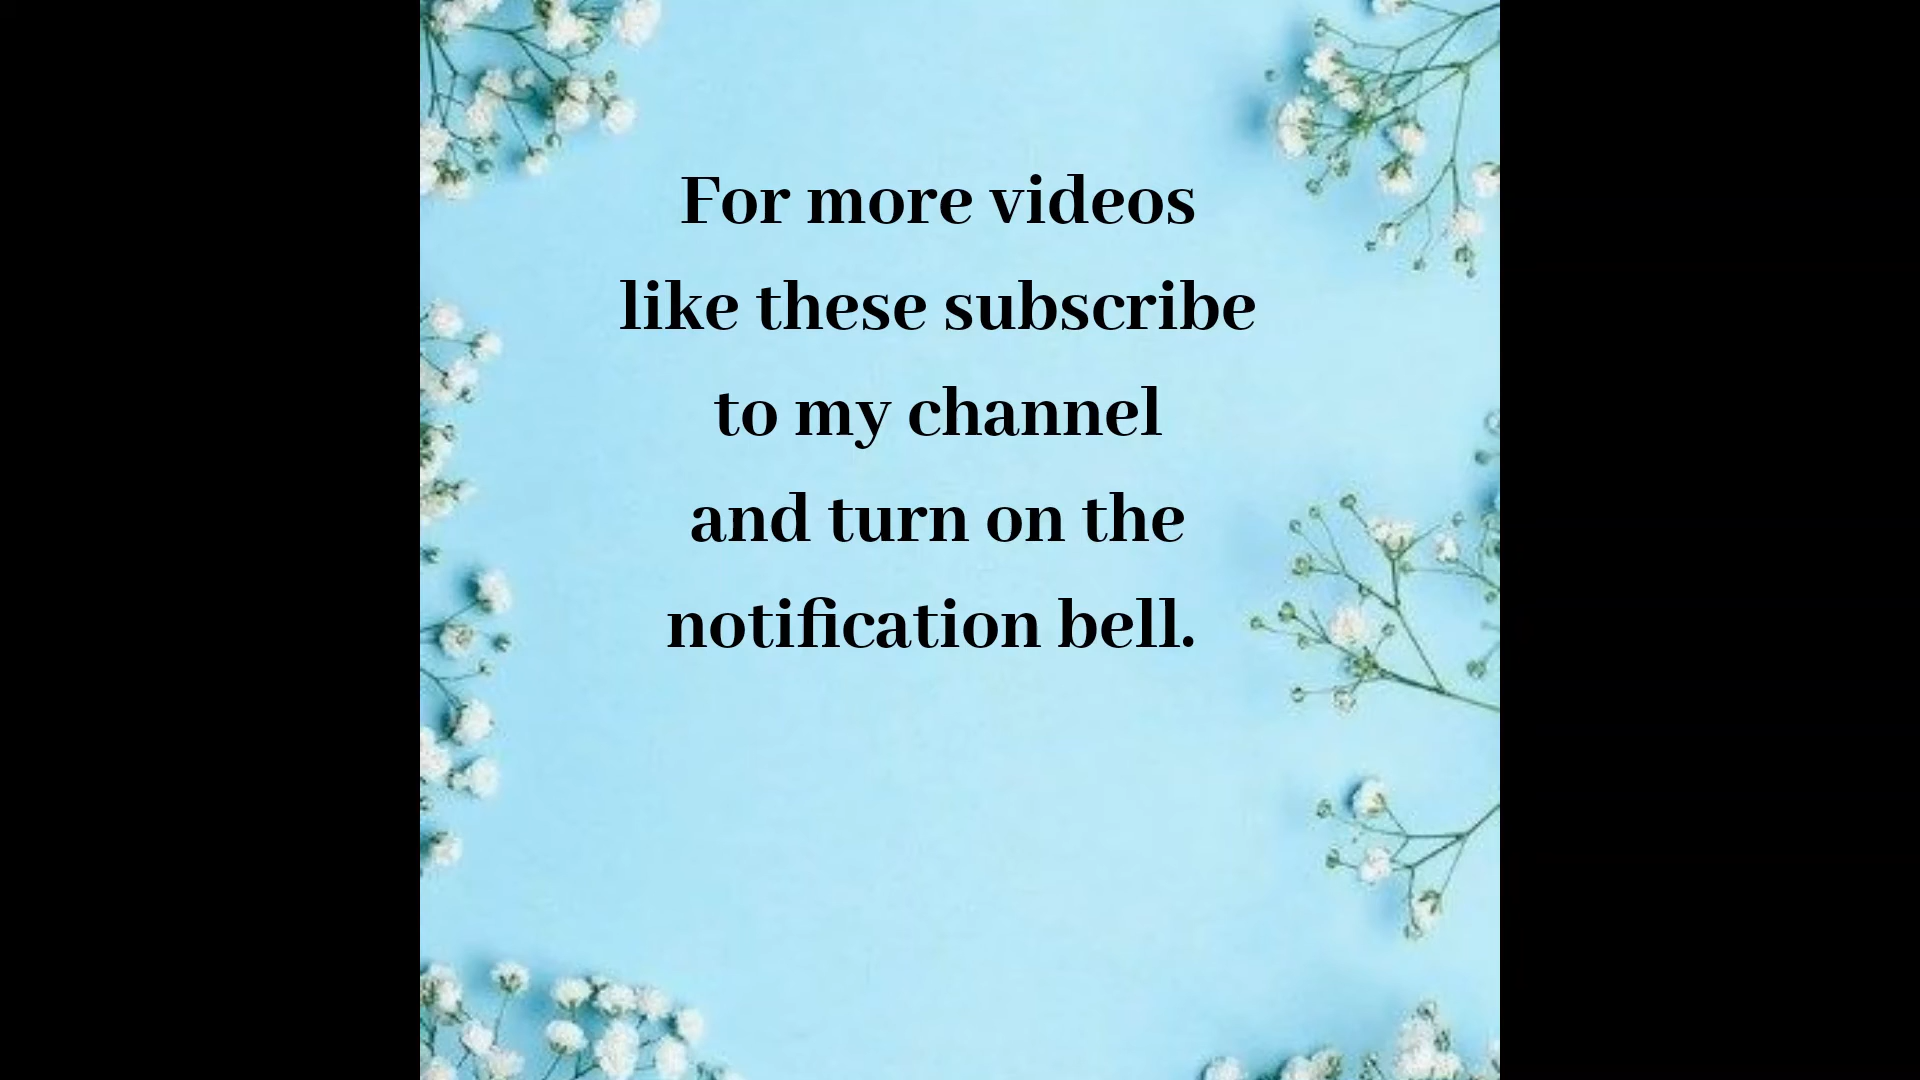 For more videos
like these subscribe
to my channel
and turn on the
notification bell.